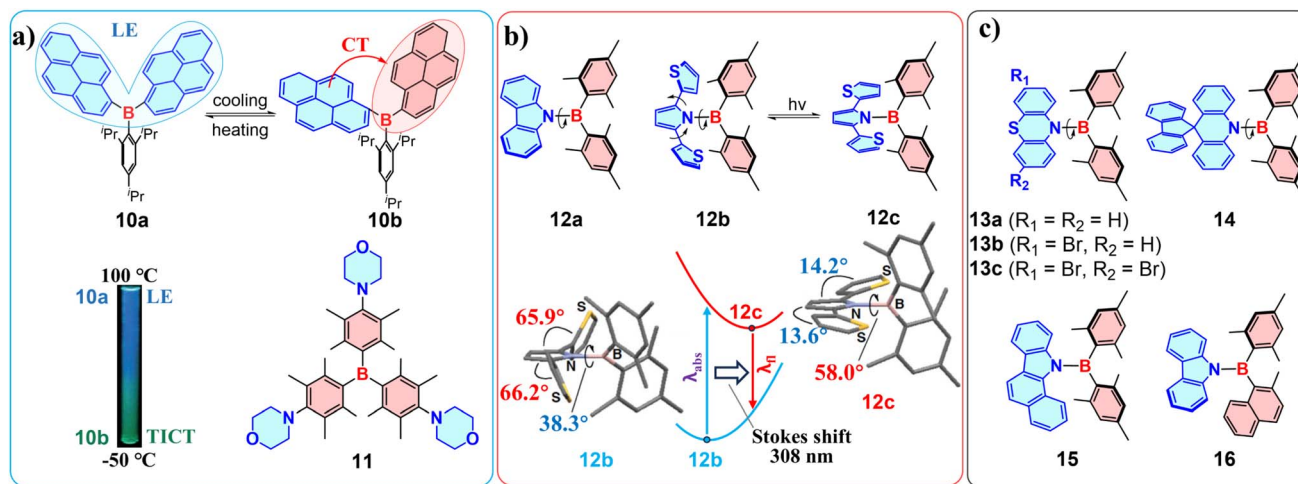 a)
LE
CT
cooling
heating
B
B
iPr
iPr
iPr
iPr
iPr
iPr
10a
10b
100 °C
10a
LE
10b
TICT
-50 °C
O
N
B
N
O
N
O
11
b)
N
B
S
N
B
S
hν
S
N
B
S
12a
12b
12c
65.9°
66.2°
38.3°
S
N
B
S
12b
λabs
12c
λfl
Stokes shift
308 nm
12b
14.2°
13.6°
58.0°
S
N
B
S
12c
c)
R1
S
N
B
R2
N
B
13a (R1 = R2 = H)
13b (R1 = Br, R2 = H)
13c (R1 = Br, R2 = Br)
14
N
B
N
B
15
16